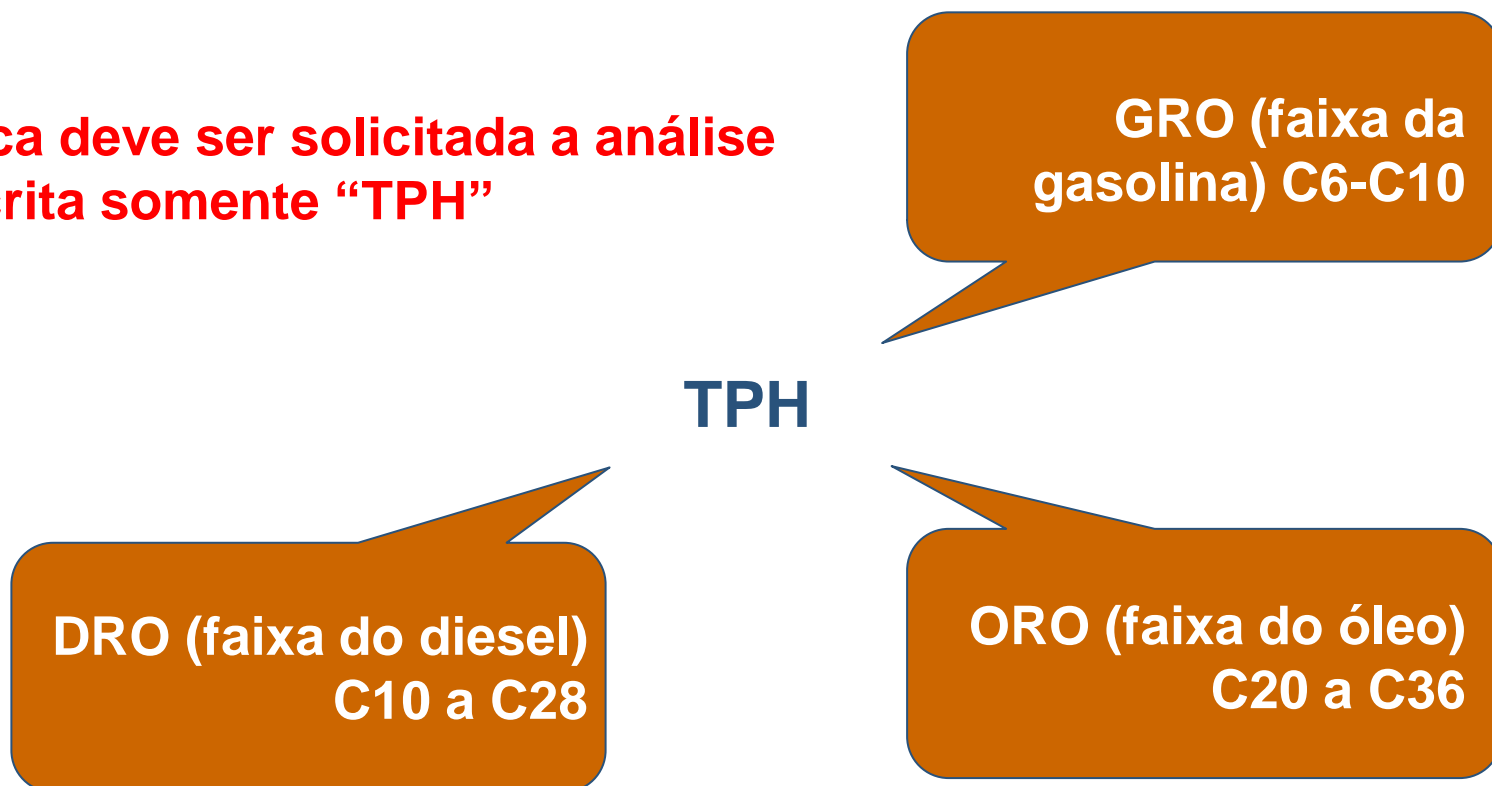 ca deve ser solicitada a análise
crita somente “TPH”
GRO (faixa da
gasolina) C6-C10
TPH
DRO (faixa do diesel)
C10 a C28
ORO (faixa do óleo)
C20 a C36